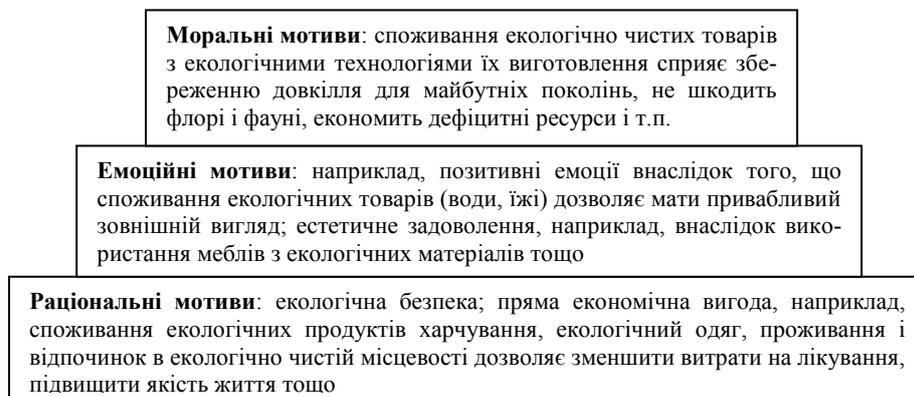 Моральні мотиви: споживання екологічно чистих товарів
з екологічними технологіями їх виготовлення сприяє збе-
реженню довкілля для майбутніх поколінь, не шкодить
флорі і фауні, економить дефіцитні ресурси і т.п.
Емоційні мотиви: наприклад, позитивні емоції внаслідок того, що
споживання екологічних товарів (води, їжі) дозволяє мати привабливий
зовнішній вигляд; естетичне задоволення, наприклад, внаслідок вико-
ристання меблів з екологічних матеріалів тощо
Раціональні мотиви: екологічна безпека; пряма економічна вигода, наприклад,
споживання екологічних продуктів харчування, екологічний одяг, проживання і
відпочинок в екологічно чистій місцевості дозволяє зменшити витрати на лікування,
підвищити якість життя тощо